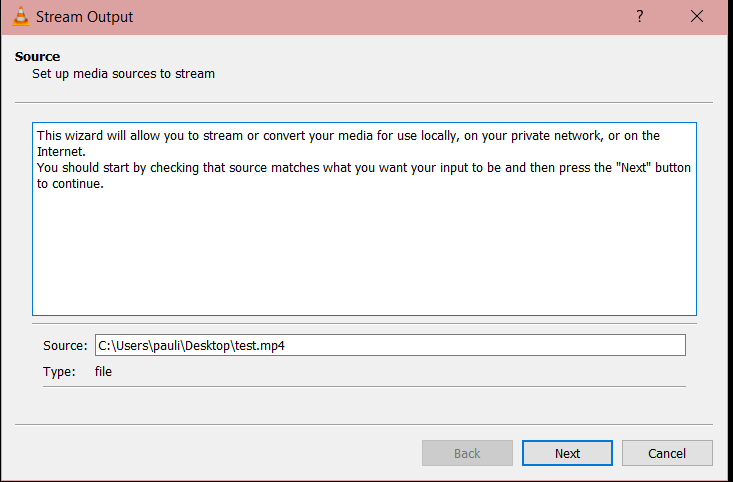 Stream Output
?
Source
Set up media sources to stream
This wizard will allow you to stream or convert your media for use locally, on your private network, or on the
Internet.
You should start by checking that source matches what you want your input to be and then press the "Next" button
to continue.
Source: C:\Users\pauli\Desktop\test.mp4
Type: file
Back Next Cancel